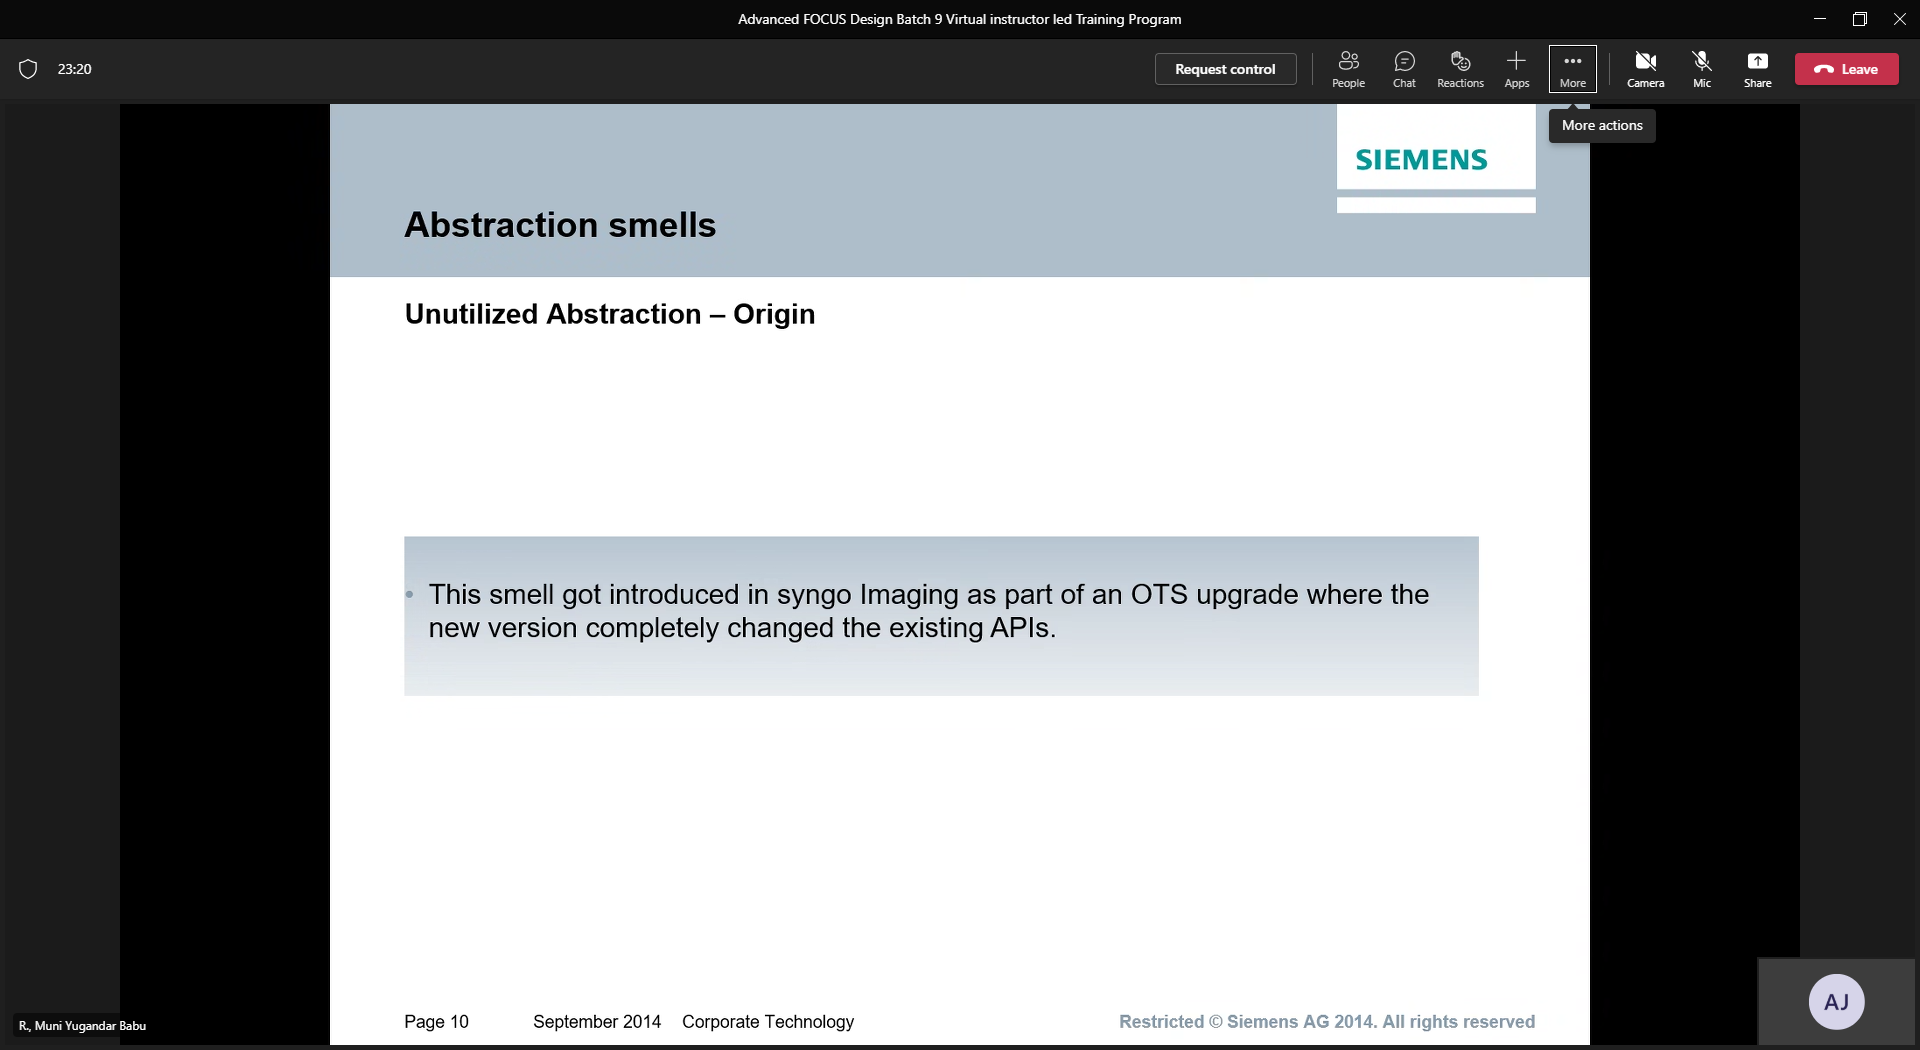 Advanced FOCUS Design Batch 9 Virtual instructor led Training Program
23:20
Request control
People
Chat
Reactions
Apps
More
Camera
Mic
Share
Leave
More actions
SIEMENS
Abstraction smells
Unutilized Abstraction – Origin
• This smell got introduced in syngo Imaging as part of an OTS upgrade where the
new version completely changed the existing APIs.
Page 10 September 2014 Corporate Technology Restricted © Siemens AG 2014. All rights reserved
R., Muni Yugandar Babu
AJ